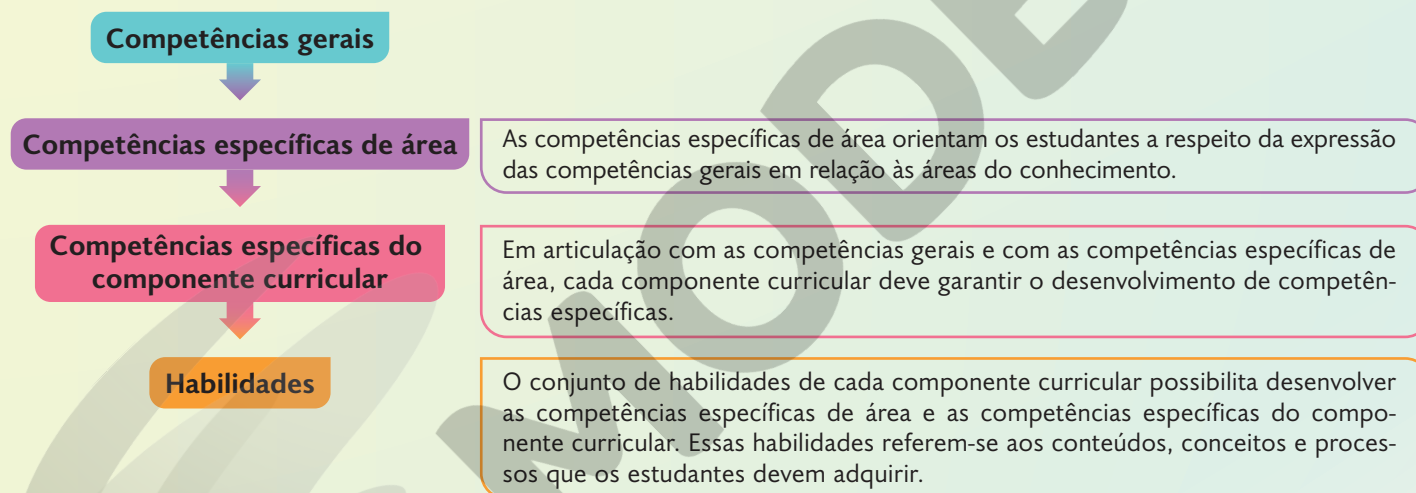 Competências gerais
Competências específicas de área
As competências específicas de área orientam os estudantes a respeito da expressão
das competências gerais em relação às áreas do conhecimento.
Competências específicas do
componente curricular
Em articulação com as competências gerais e com as competências específicas de
área, cada componente curricular deve garantir o desenvolvimento de competên-
cias específicas.
Habilidades
O conjunto de habilidades de cada componente curricular possibilita desenvolver
as competências específicas de área e as competências específicas do compo-
nente curricular. Essas habilidades referem-se aos conteúdos, conceitos e proces-
sos que os estudantes devem adquirir.
MODE